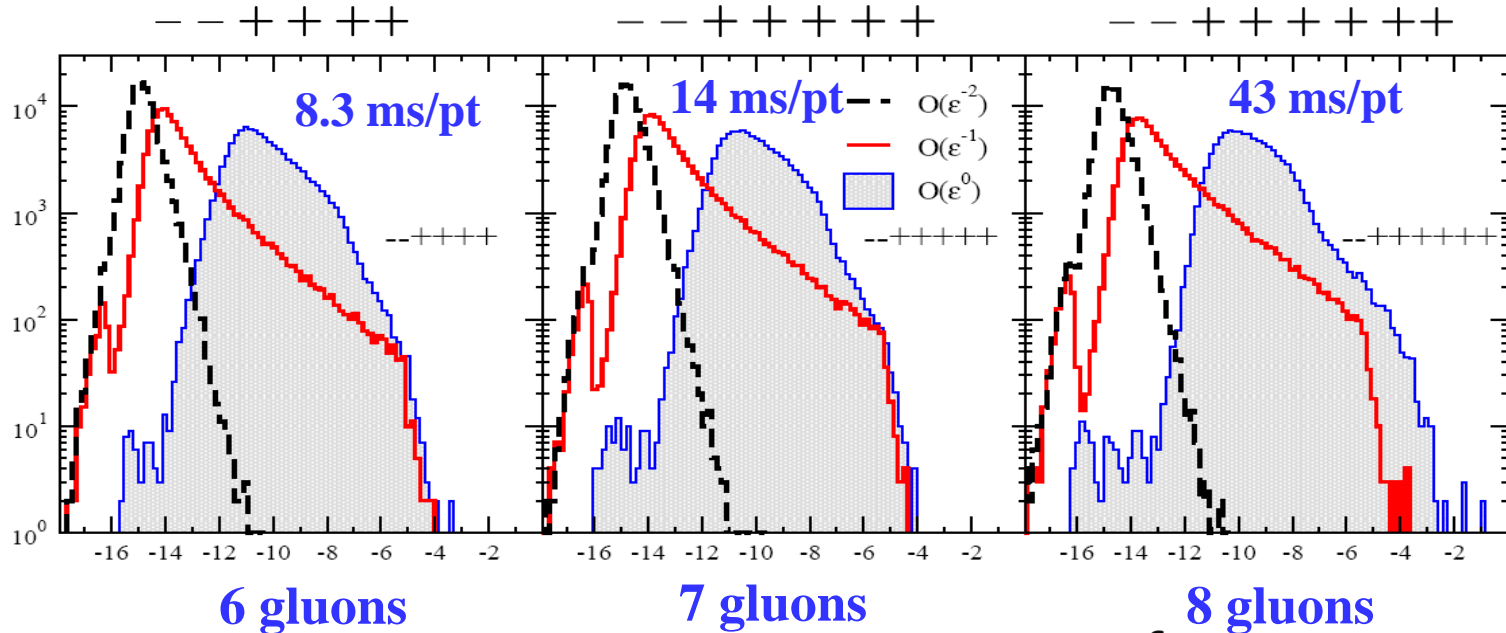 − − + + + +
− − + + + + +
− − + + + + + +
8.3 ms/pt
14 ms/pt
43 ms/pt
O(ε⁻²)
O(ε⁻¹)
O(ε⁰)
--++++
--+++++
--++++++
10⁴
10³
10²
10¹
10⁰
-16 -14 -12 -10 -8 -6 -4 -2
-16 -14 -12 -10 -8 -6 -4 -2
-16 -14 -12 -10 -8 -6 -4 -2
6 gluons
7 gluons
8 gluons